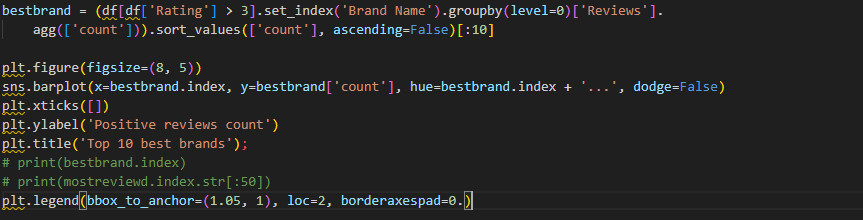 bestbrand = (df[df['Rating'] > 3].set_index('Brand Name').groupby(level=0)['Reviews'].
    agg(['count'])).sort_values(['count'], ascending=False)[:10]
plt.figure(figsize=(8, 5))
sns.barplot(x=bestbrand.index, y=bestbrand['count'], hue=bestbrand.index + '...', dodge=False)
plt.xticks([])
plt.ylabel('Positive reviews count')
plt.title('Top 10 best brands');
# print(bestbrand.index)
# print(mostreviewd.index.str[:50])
plt.legend(bbox_to_anchor=(1.05, 1), loc=2, borderaxespad=0.)